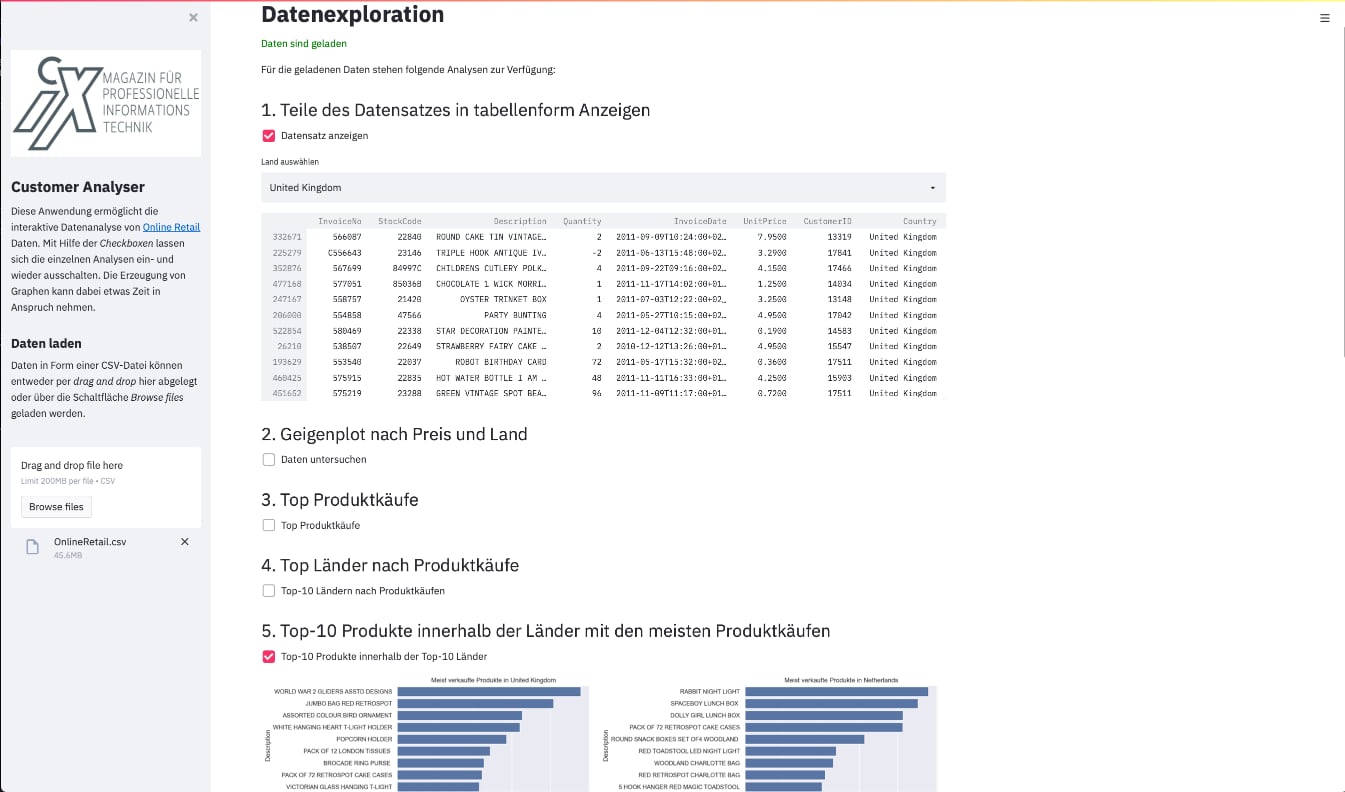 MAGAZIN FÜR
PROFESSIONELLE
INFORMATIONS
TECHNIK
Customer Analyser
Diese Anwendung ermöglicht die
interaktive Datenanalyse von Online Retail
Daten. Mit Hilfe der Checkboxen lassen
sich die einzelnen Analysen ein- und
wieder ausschalten. Die Erzeugung von
Graphen kann dabei etwas Zeit in
Anspruch nehmen.
Daten laden
Daten in Form einer CSV-Datei können
entweder per drag and drop hier abgelegt
oder über die Schaltfläche Browse files
geladen werden.
Drag and drop file here
Limit 200MB per file • CSV
Browse files
OnlineRetail.csv
45.6MB
Datenexploration
Daten sind geladen
Für die geladenen Daten stehen folgende Analysen zur Verfügung:
1. Teile des Datensatzes in tabellenform Anzeigen
Datensatz anzeigen
Land auswählen
United Kingdom
InvoiceNo StockCode Description Quantity InvoiceDate UnitPrice CustomerID Country
332671 566087 22840 ROUND CAKE TIN VINTAGE… 2 2011-09-09T10:24:00+02… 7.9500 13319 United Kingdom
225279 C556643 23146 TRIPLE HOOK ANTIQUE IV… -2 2011-06-13T15:48:00+02… 3.2900 17841 United Kingdom
352876 567699 84997C CHILDRENS CUTLERY POLK… 4 2011-09-22T09:16:00+02… 4.1500 17466 United Kingdom
477168 577051 85036B CHOCOLATE 1 WICK MORRI… 1 2011-11-17T14:02:00+01… 1.2500 14034 United Kingdom
247167 558757 21420 OYSTER TRINKET BOX 1 2011-07-03T12:22:00+02… 3.2500 13148 United Kingdom
206000 554858 47566 PARTY BUNTING 4 2011-05-27T10:15:00+02… 4.9500 17042 United Kingdom
522854 580469 22338 STAR DECORATION PAINTE… 10 2011-12-04T12:32:00+01… 0.1900 14583 United Kingdom
26210 538507 22649 STRAWBERRY FAIRY CAKE … 2 2010-12-12T13:26:00+01… 4.9500 15547 United Kingdom
193629 553540 22037 ROBOT BIRTHDAY CARD 72 2011-05-17T15:32:00+02… 0.3600 17511 United Kingdom
460425 575915 22835 HOT WATER BOTTLE I AM … 48 2011-11-11T16:33:00+01… 4.2500 15903 United Kingdom
451652 575219 23288 GREEN VINTAGE SPOT BEA… 96 2011-11-09T11:17:00+01… 0.7200 17511 United Kingdom
2. Geigenplot nach Preis und Land
Daten untersuchen
3. Top Produktkäufe
Top Produktkäufe
4. Top Länder nach Produktkäufe
Top-10 Ländern nach Produktkäufen
5. Top-10 Produkte innerhalb der Länder mit den meisten Produktkäufen
Top-10 Produkte innerhalb der Top-10 Länder
Meist verkaufte Produkte in United Kingdom
Description
WORLD WAR 2 GLIDERS ASSTD DESIGNS
JUMBO BAG RED RETROSPOT
ASSORTED COLOUR BIRD ORNAMENT
WHITE HANGING HEART T-LIGHT HOLDER
POPCORN HOLDER
PACK OF 12 LONDON TISSUES
BROCADE RING PURSE
PACK OF 72 RETROSPOT CAKE CASES
VICTORIAN GLASS HANGING T-LIGHT
Meist verkaufte Produkte in Netherlands
Description
RABBIT NIGHT LIGHT
SPACEBOY LUNCH BOX
DOLLY GIRL LUNCH BOX
PACK OF 72 RETROSPOT CAKE CASES
ROUND SNACK BOXES SET OF4 WOODLAND
RED TOADSTOOL LED NIGHT LIGHT
WOODLAND CHARLOTTE BAG
RED RETROSPOT CHARLOTTE BAG
5 HOOK HANGER RED MAGIC TOADSTOOL